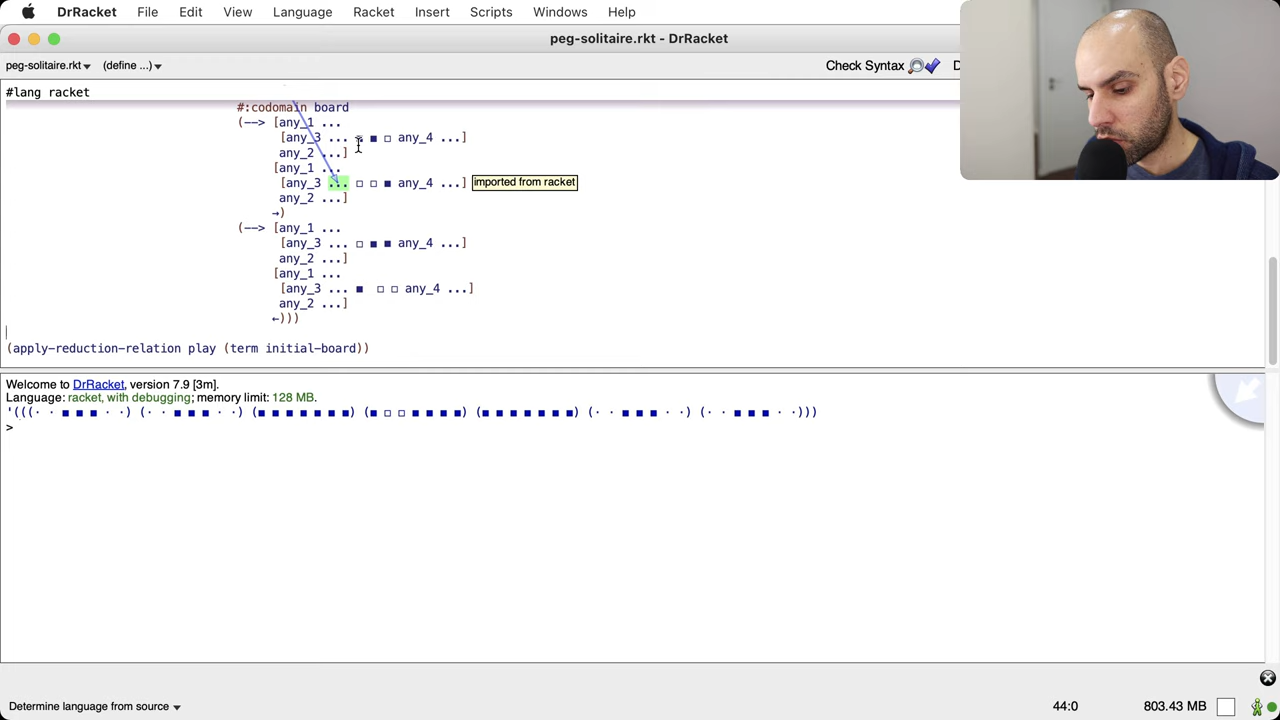 DrRacket File Edit View Language Racket Insert Scripts Windows Help
peg-solitaire.rkt - DrRacket
peg-solitaire.rkt▾ (define ...)▾ Check Syntax
#lang racket
#:codomain board
(--> [any_1 ...
[any_3 ... ■ ■ □ any_4 ...]
any_2 ...]
[any_1 ...
[any_3 ... □ □ ■ any_4 ...] imported from racket
any_2 ...]
→)
(--> [any_1 ...
[any_3 ... □ ■ ■ any_4 ...]
any_2 ...]
[any_1 ...
[any_3 ... ■  □ □ any_4 ...]
any_2 ...]
←)))
(apply-reduction-relation play (term initial-board))
Welcome to DrRacket, version 7.9 [3m].
Language: racket, with debugging; memory limit: 128 MB.
'(((· · ■ ■ ■ · ·) (· · ■ ■ ■ · ·) (■ ■ ■ ■ ■ ■ ■) (■ □ □ ■ ■ ■ ■) (■ ■ ■ ■ ■ ■ ■) (· · ■ ■ ■ · ·) (· · ■ ■ ■ · ·)))
>
Determine language from source ▾ 44:0 803.43 MB